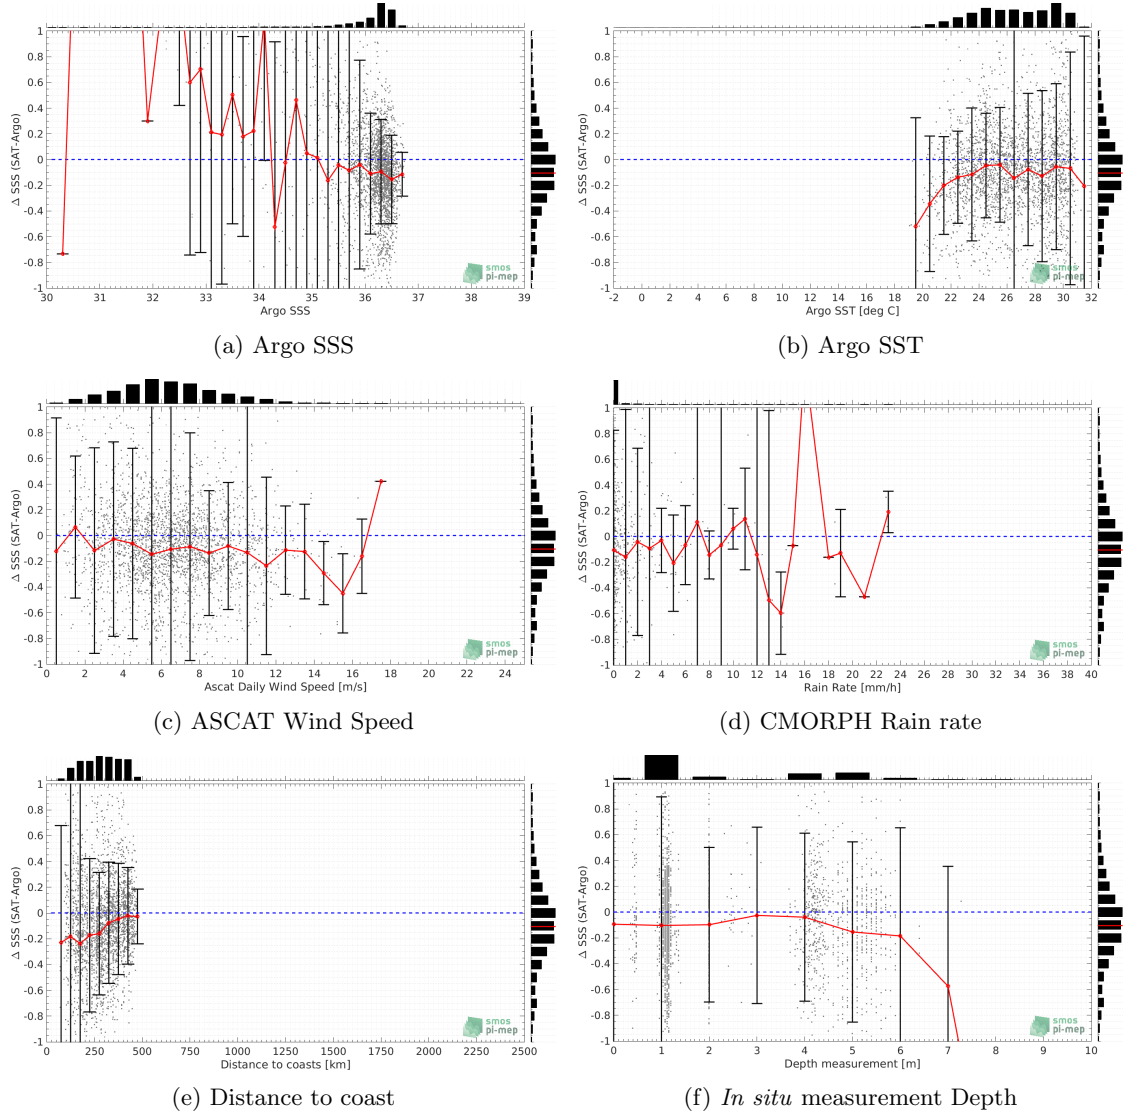 Δ SSS (SAT-Argo)
1
0.8
0.6
0.4
0.2
0
-0.2
-0.4
-0.6
-0.8
-1
30 31 32 33 34 35 36 37 38 39
Argo SSS
smos
pi-mep
(a) Argo SSS
Δ SSS (SAT-Argo)
1
0.8
0.6
0.4
0.2
0
-0.2
-0.4
-0.6
-0.8
-1
-2 0 2 4 6 8 10 12 14 16 18 20 22 24 26 28 30 32
Argo SST [deg C]
smos
pi-mep
(b) Argo SST
Δ SSS (SAT-Argo)
1
0.8
0.6
0.4
0.2
0
-0.2
-0.4
-0.6
-0.8
-1
0 2 4 6 8 10 12 14 16 18 20 22 24
Ascat Daily Wind Speed [m/s]
smos
pi-mep
(c) ASCAT Wind Speed
Δ SSS (SAT-Argo)
1
0.8
0.6
0.4
0.2
0
-0.2
-0.4
-0.6
-0.8
-1
0 2 4 6 8 10 12 14 16 18 20 22 24 26 28 30 32 34 36 38 40
Rain Rate [mm/h]
smos
pi-mep
(d) CMORPH Rain rate
Δ SSS (SAT-Argo)
1
0.8
0.6
0.4
0.2
0
-0.2
-0.4
-0.6
-0.8
-1
0 250 500 750 1000 1250 1500 1750 2000 2250 2500
Distance to coasts [km]
smos
pi-mep
(e) Distance to coast
Δ SSS (SAT-Argo)
1
0.8
0.6
0.4
0.2
0
-0.2
-0.4
-0.6
-0.8
-1
0 1 2 3 4 5 6 7 8 9 10
Depth measurement [m]
smos
pi-mep
(f) In situ measurement Depth